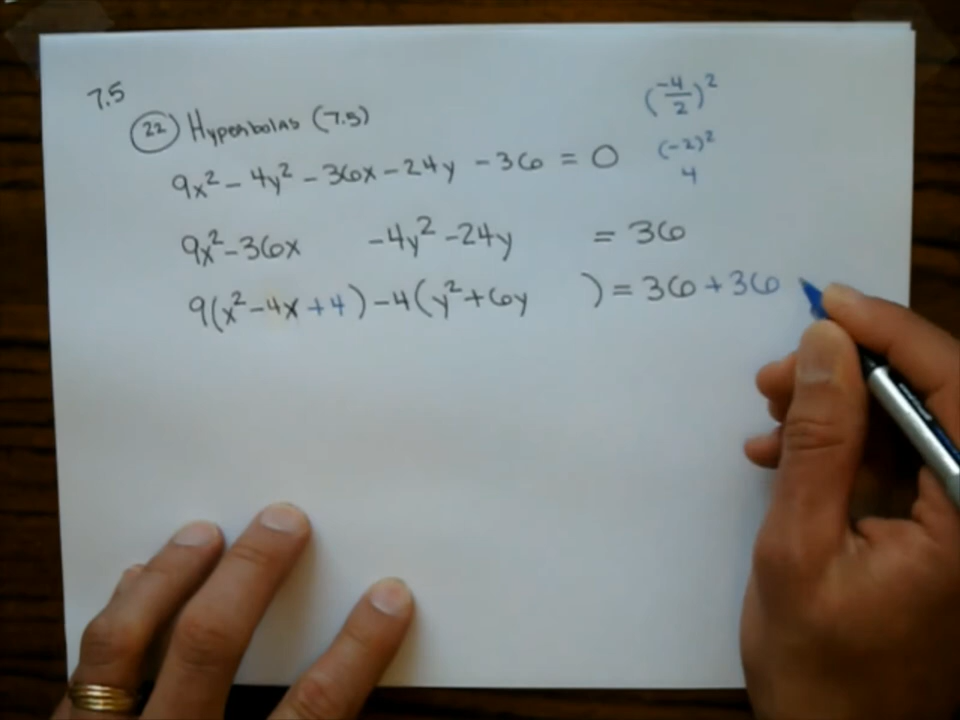 7.5
22 Hyperbolas (7.5)
9x² - 4y² - 36x - 24y - 36 = 0
9x² - 36x -4y² - 24y = 36
9(x² - 4x + 4) - 4(y² + 6y ) = 36 + 36
(-4/2)²
(-2)²
4